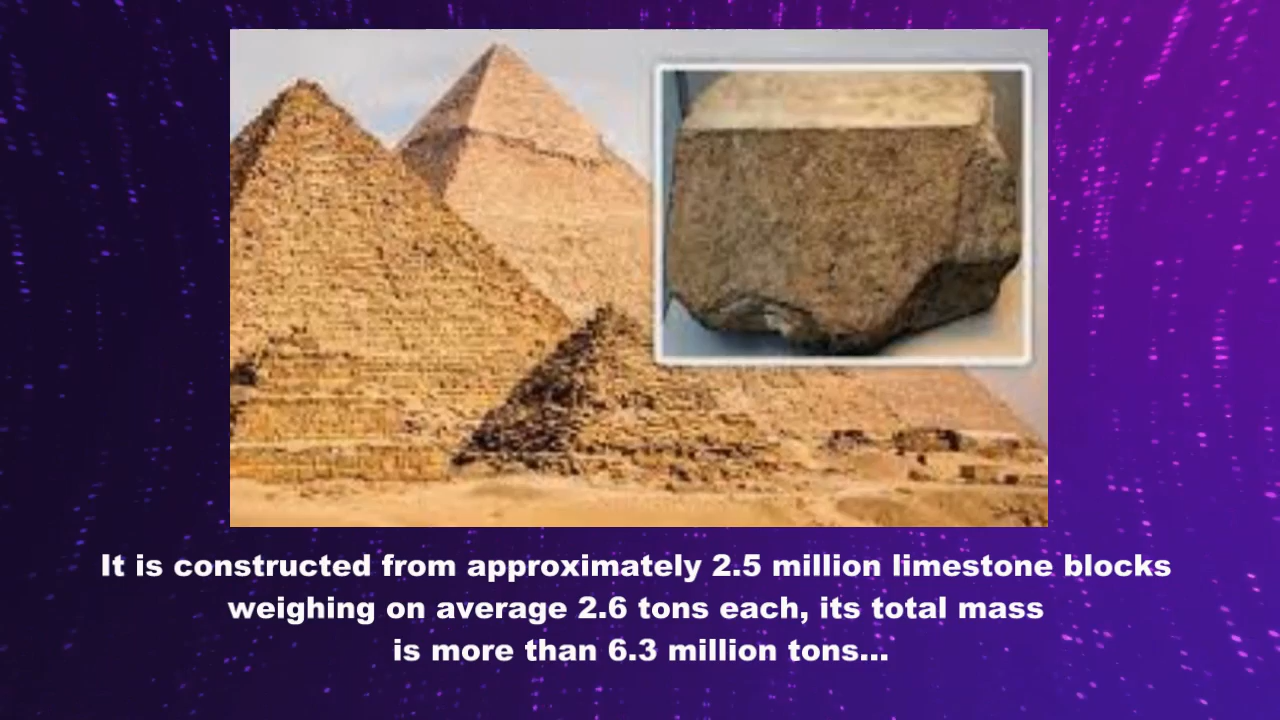 It is constructed from approximately 2.5 million limestone blocks
weighing on average 2.6 tons each, its total mass
is more than 6.3 million tons...